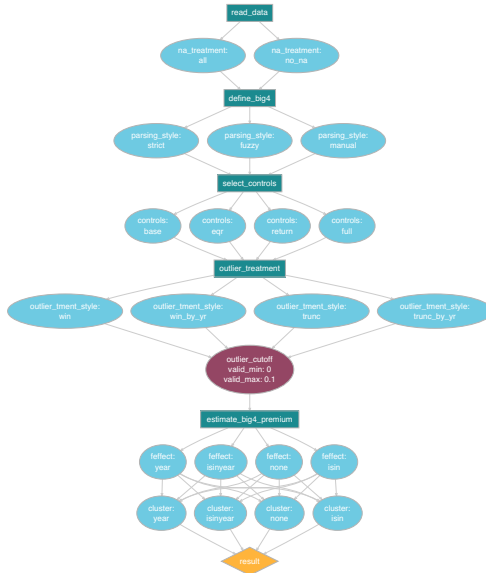 read_data
na_treatment:
all
na_treatment:
no_na
define_big4
parsing_style:
strict
parsing_style:
fuzzy
parsing_style:
manual
select_controls
controls:
base
controls:
eqr
controls:
return
controls:
full
outlier_treatment
outlier_tment_style:
win
outlier_tment_style:
win_by_yr
outlier_tment_style:
trunc
outlier_tment_style:
trunc_by_yr
outlier_cutoff
valid_min: 0
valid_max: 0.1
estimate_big4_premium
feffect:
year
feffect:
isinyear
feffect:
none
feffect:
isin
cluster:
year
cluster:
isinyear
cluster:
none
cluster:
isin
result